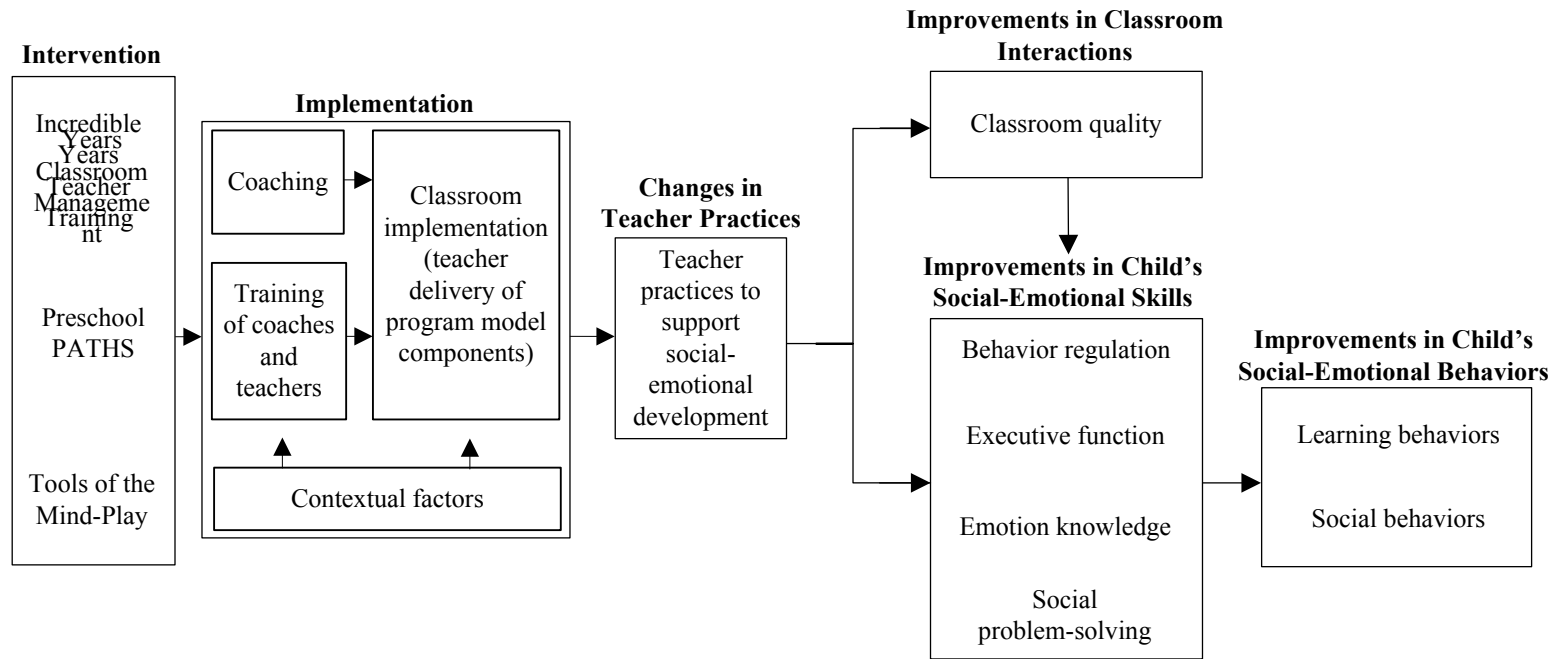 Intervention
Incredible
Years
Years
Classroom
Teacher
Manageme
Training
nt
Preschool
PATHS
Tools of the
Mind-Play
Implementation
Coaching
Training
of coaches
and
teachers
Classroom
implementation
(teacher
delivery of
program model
components)
Contextual factors
Changes in
Teacher Practices
Teacher
practices to
support
social-
emotional
development
Improvements in Classroom
Interactions
Classroom quality
Improvements in Child’s
Social-Emotional Skills
Behavior regulation
Executive function
Emotion knowledge
Social
problem-solving
Improvements in Child’s
Social-Emotional Behaviors
Learning behaviors
Social behaviors